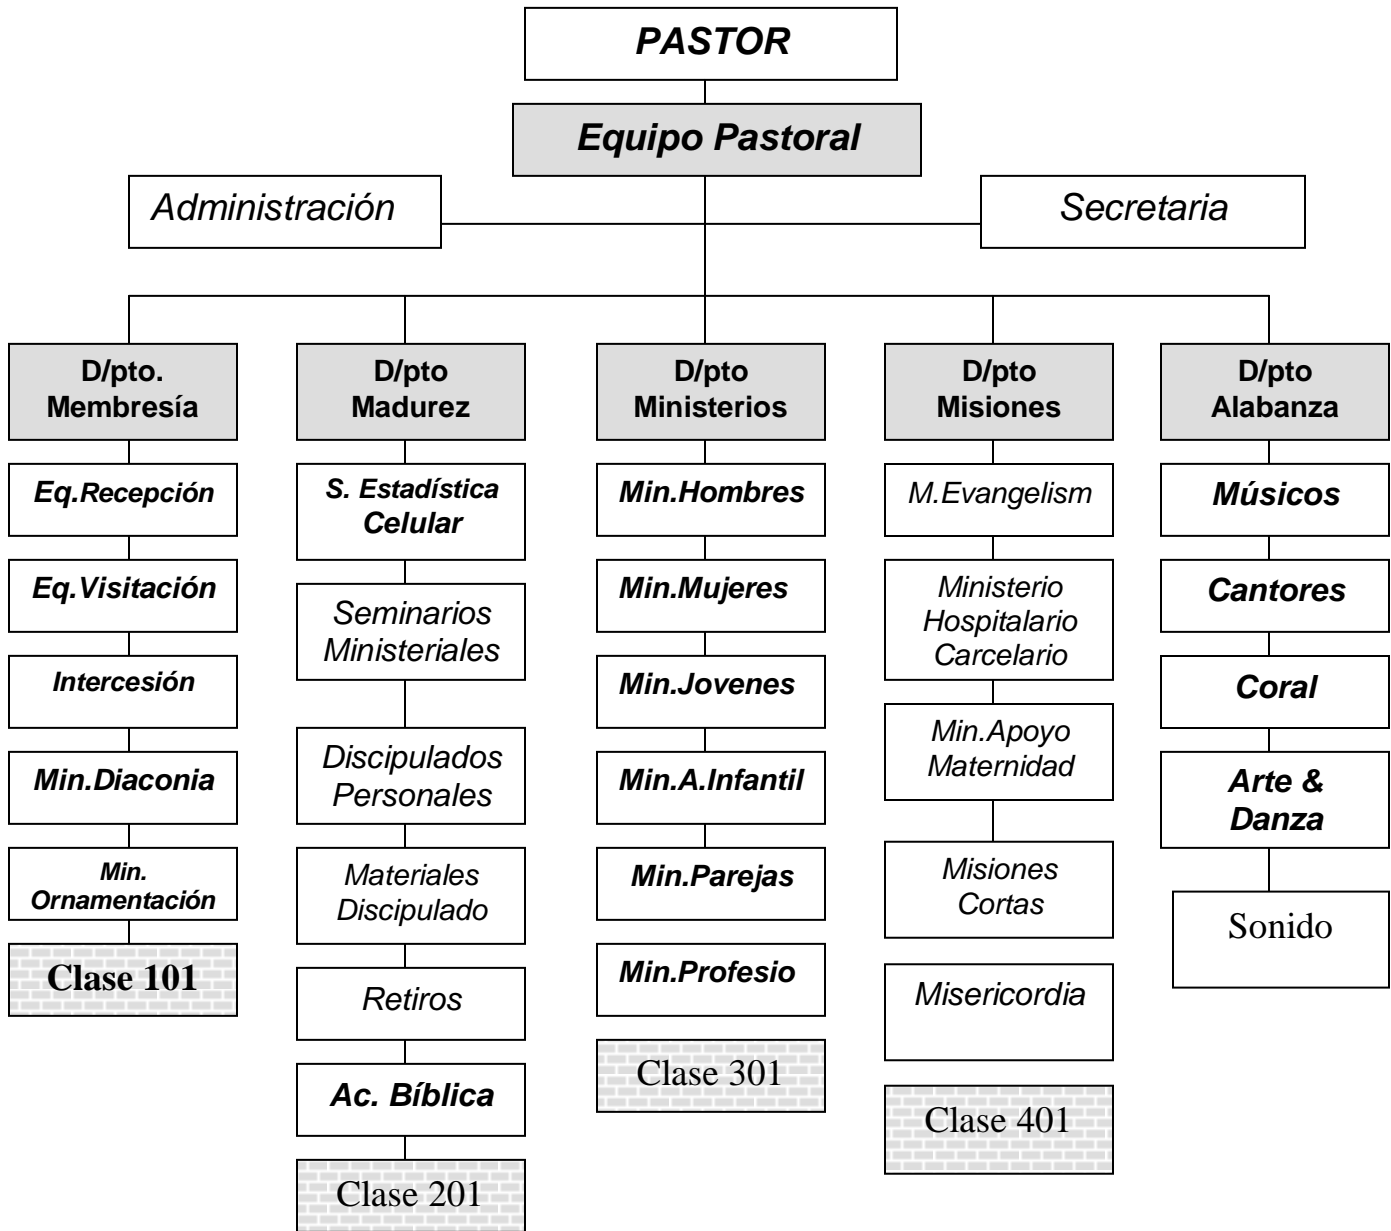 PASTOR
Equipo Pastoral
Administración
Secretaria
D/pto.
Membresía
Eq.Recepción
Eq.Visitación
Intercesión
Min.Diaconia
Min.
Ornamentación
Clase 101
D/pto
Madurez
S. Estadística
Celular
Seminarios
Ministeriales
Discipulados
Personales
Materiales
Discipulado
Retiros
Ac. Bíblica
Clase 201
D/pto
Ministerios
Min.Hombres
Min.Mujeres
Min.Jovenes
Min.A.Infantil
Min.Parejas
Min.Profesio
Clase 301
D/pto
Misiones
M.Evangelism
Ministerio
Hospitalario
Carcelario
Min.Apoyo
Maternidad
Misiones
Cortas
Misericordia
Clase 401
D/pto
Alabanza
Músicos
Cantores
Coral
Arte &
Danza
Sonido